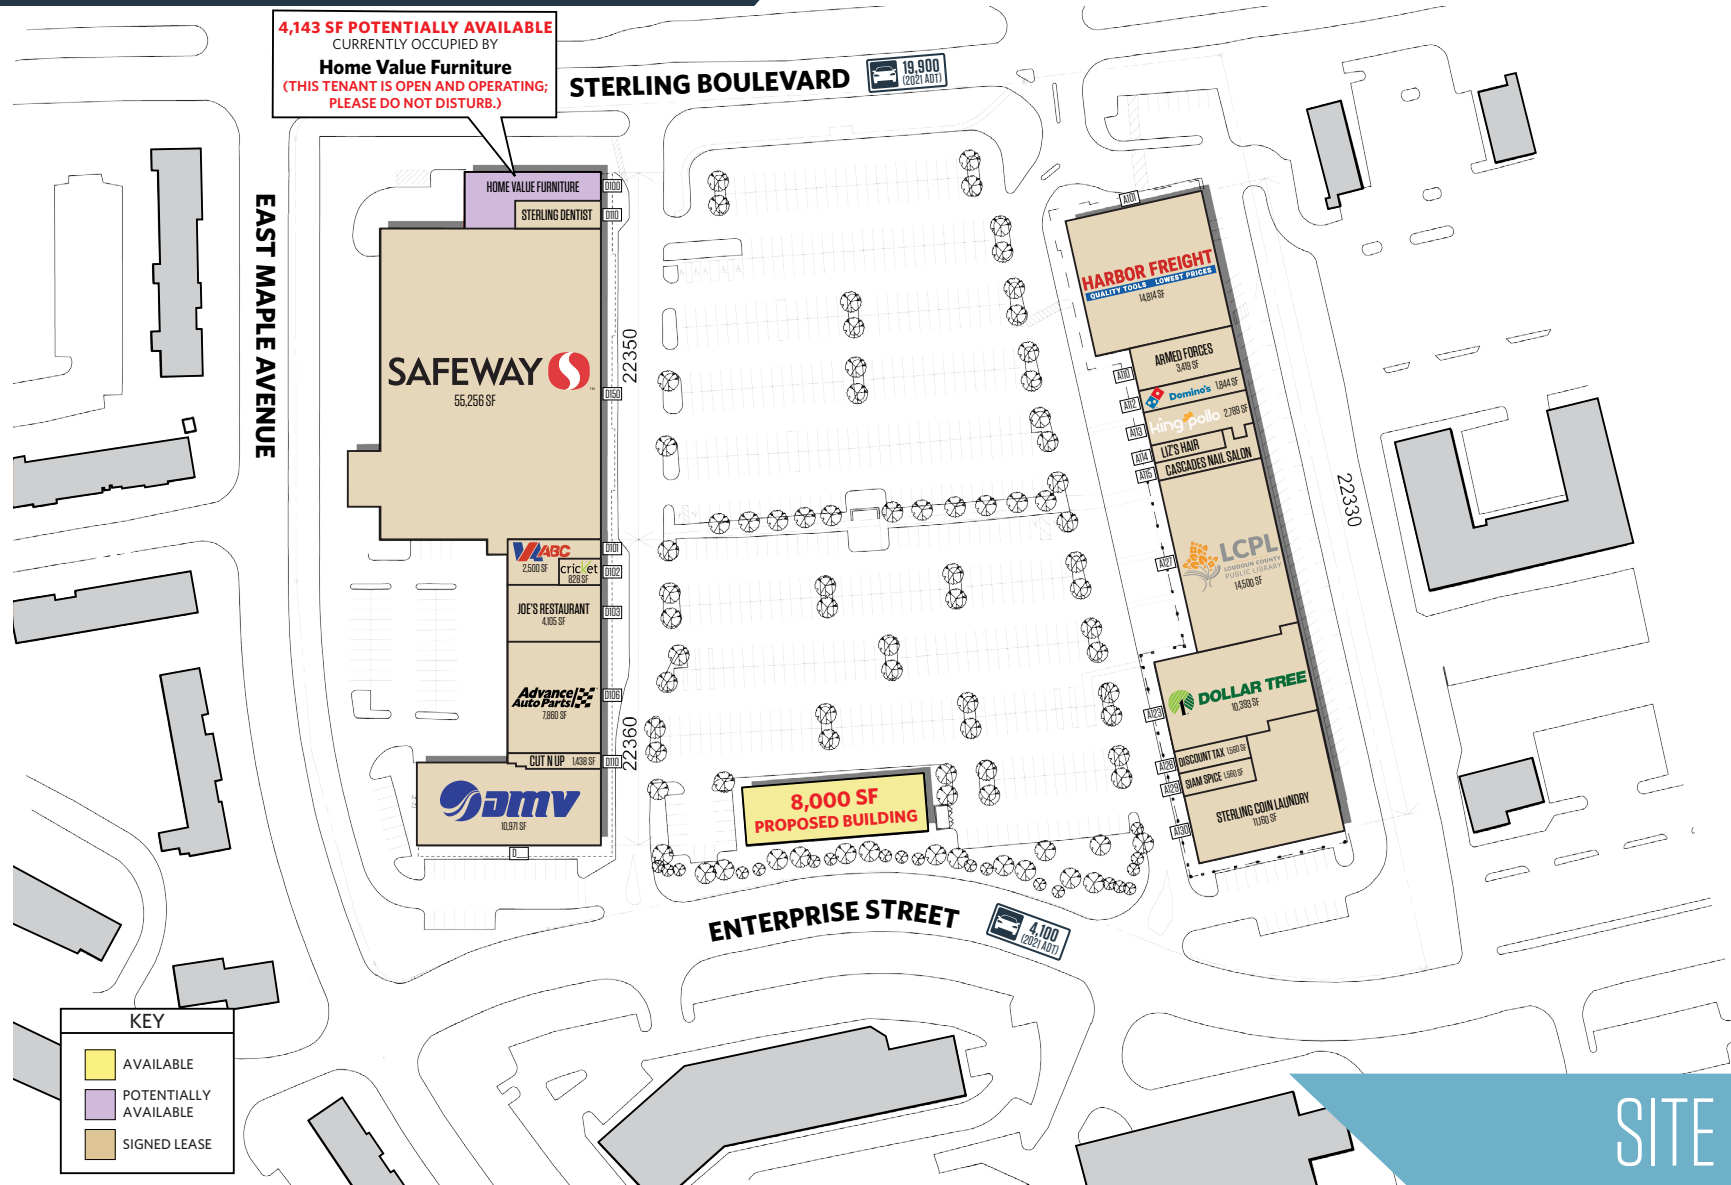 4,143 SF POTENTIALLY AVAILABLE
CURRENTLY OCCUPIED BY
Home Value Furniture
(THIS TENANT IS OPEN AND OPERATING;
PLEASE DO NOT DISTURB.)
STERLING BOULEVARD
19,900
(2021 ADT)
EAST MAPLE AVENUE
HOME VALUE FURNITURE
D100
STERLING DENTIST
D110
SAFEWAY
55,256 SF
D150
22350
VA ABC
2,500 SF
D101
cricket
828 SF
D102
JOE'S RESTAURANT
4,105 SF
D103
Advance
Auto Parts
7,860 SF
D106
22360
CUT N UP 1,438 SF
D110
DMV
10,971 SF
D
A101
HARBOR FREIGHT
QUALITY TOOLS LOWEST PRICES
14,814 SF
ARMED FORCES
3,419 SF
A110
Domino's 1,844 SF
A112
king pollo 2,789 SF
A113
LIZ'S HAIR
A114
CASCADES NAIL SALON
A115
22330
LCPL
LOUDOUN COUNTY
PUBLIC LIBRARY
14,500 SF
A127
DOLLAR TREE
10,393 SF
A123
DISCOUNT TAX 1,560 SF
A128
SIAM SPICE 1,560 SF
A129
STERLING COIN LAUNDRY
11,160 SF
A130
8,000 SF
PROPOSED BUILDING
ENTERPRISE STREET
4,100
(2021 ADT)
KEY
AVAILABLE
POTENTIALLY
AVAILABLE
SIGNED LEASE
SITE